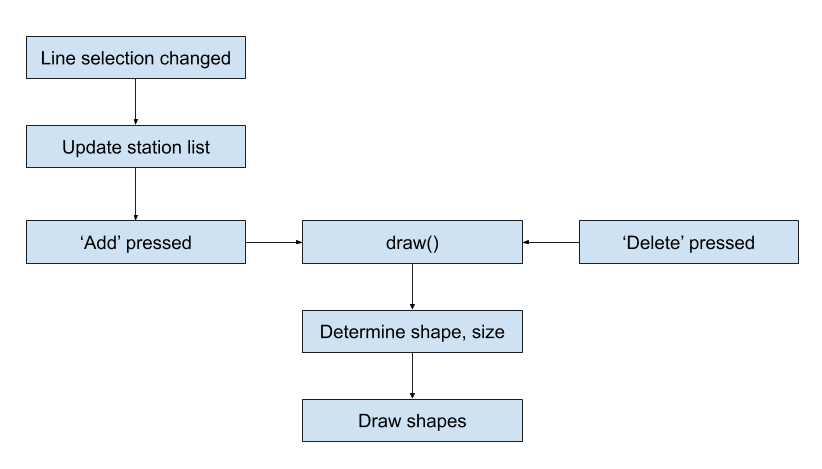 Line selection changed
Update station list
‘Add’ pressed
draw()
‘Delete’ pressed
Determine shape, size
Draw shapes